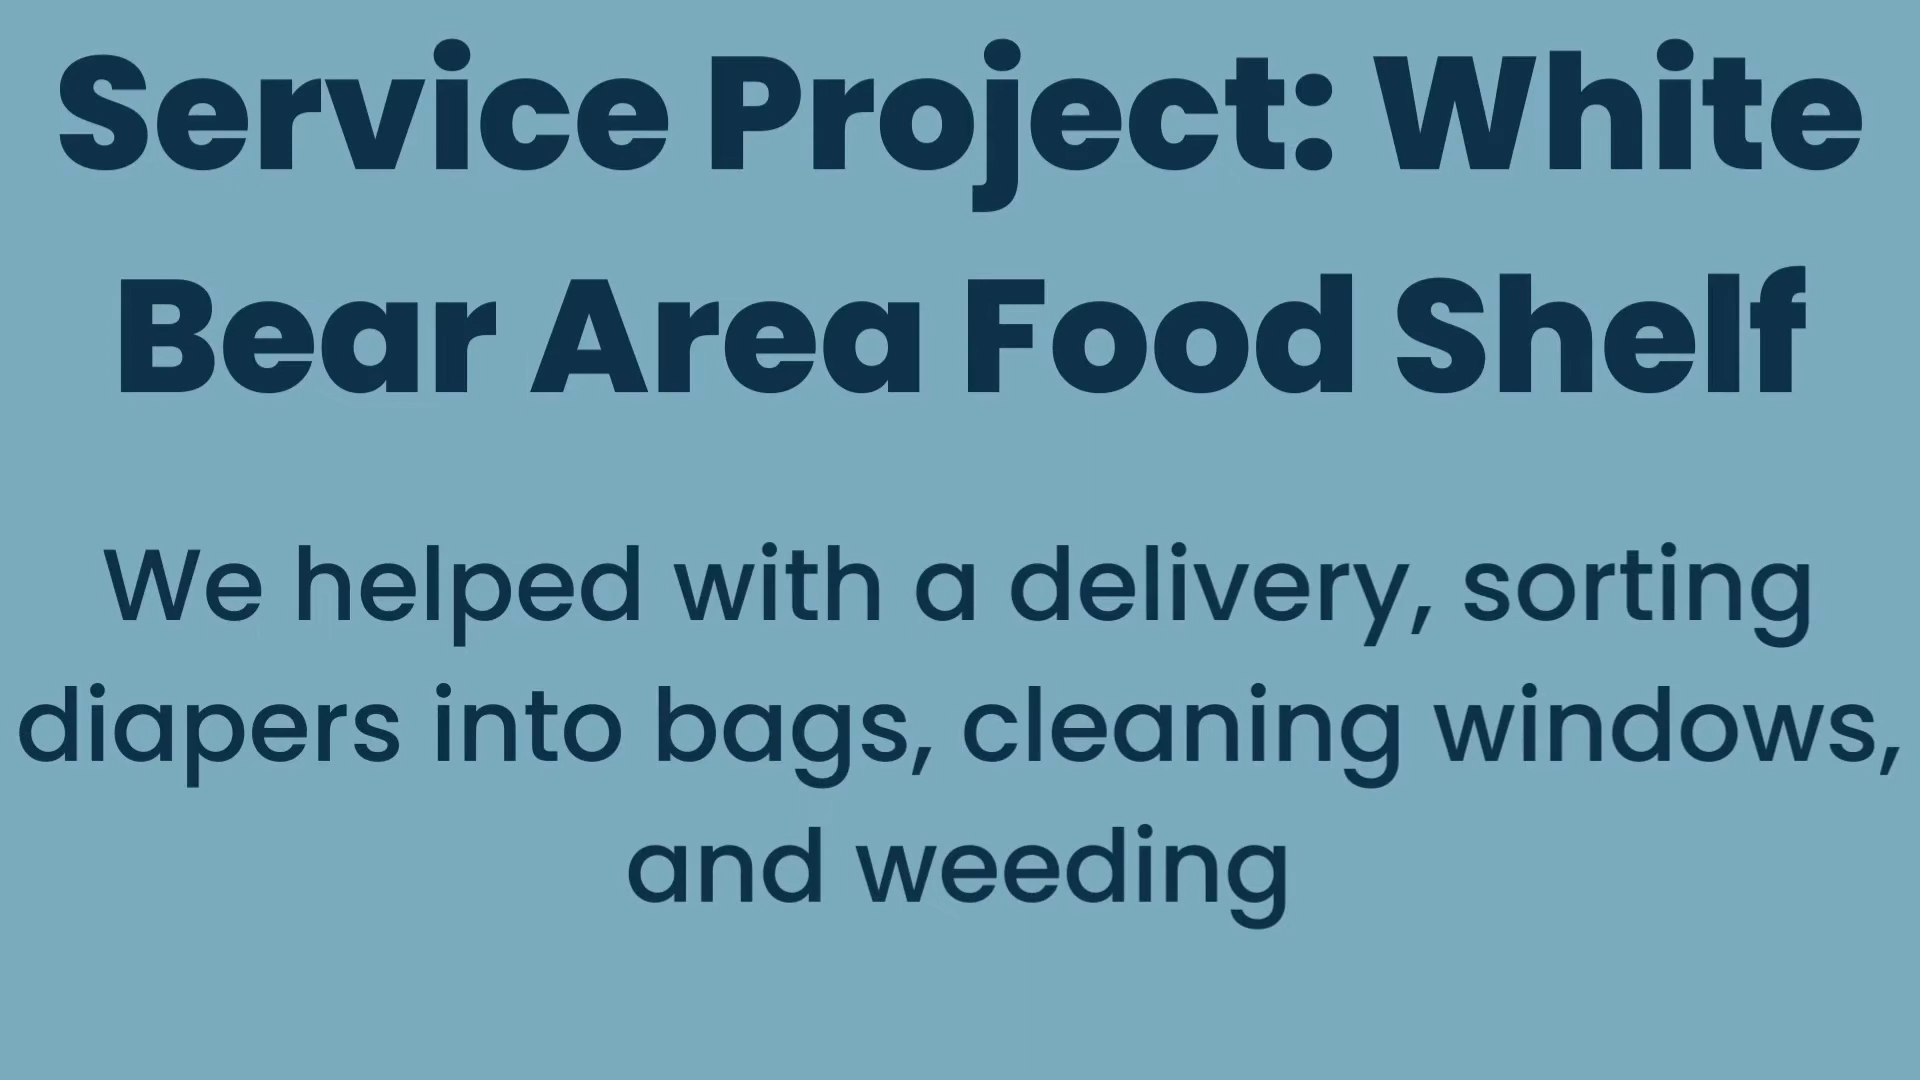 Service Project: White
Bear Area Food Shelf
We helped with a delivery, sorting
diapers into bags, cleaning windows,
and weeding